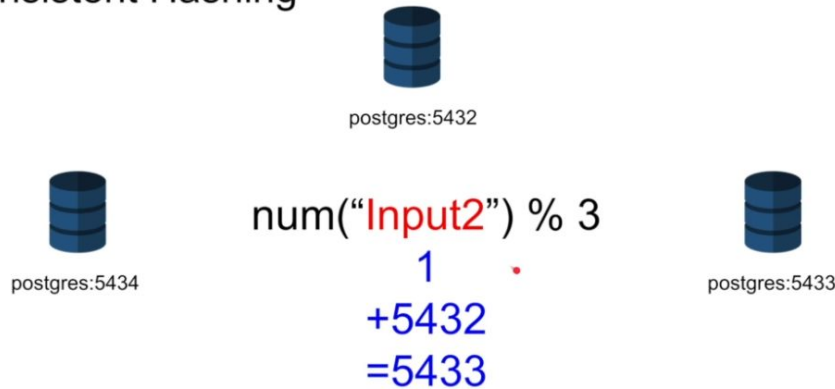 postgres:5432
num("Input2") % 3
1
+5432
=5433
postgres:5434
postgres:5433